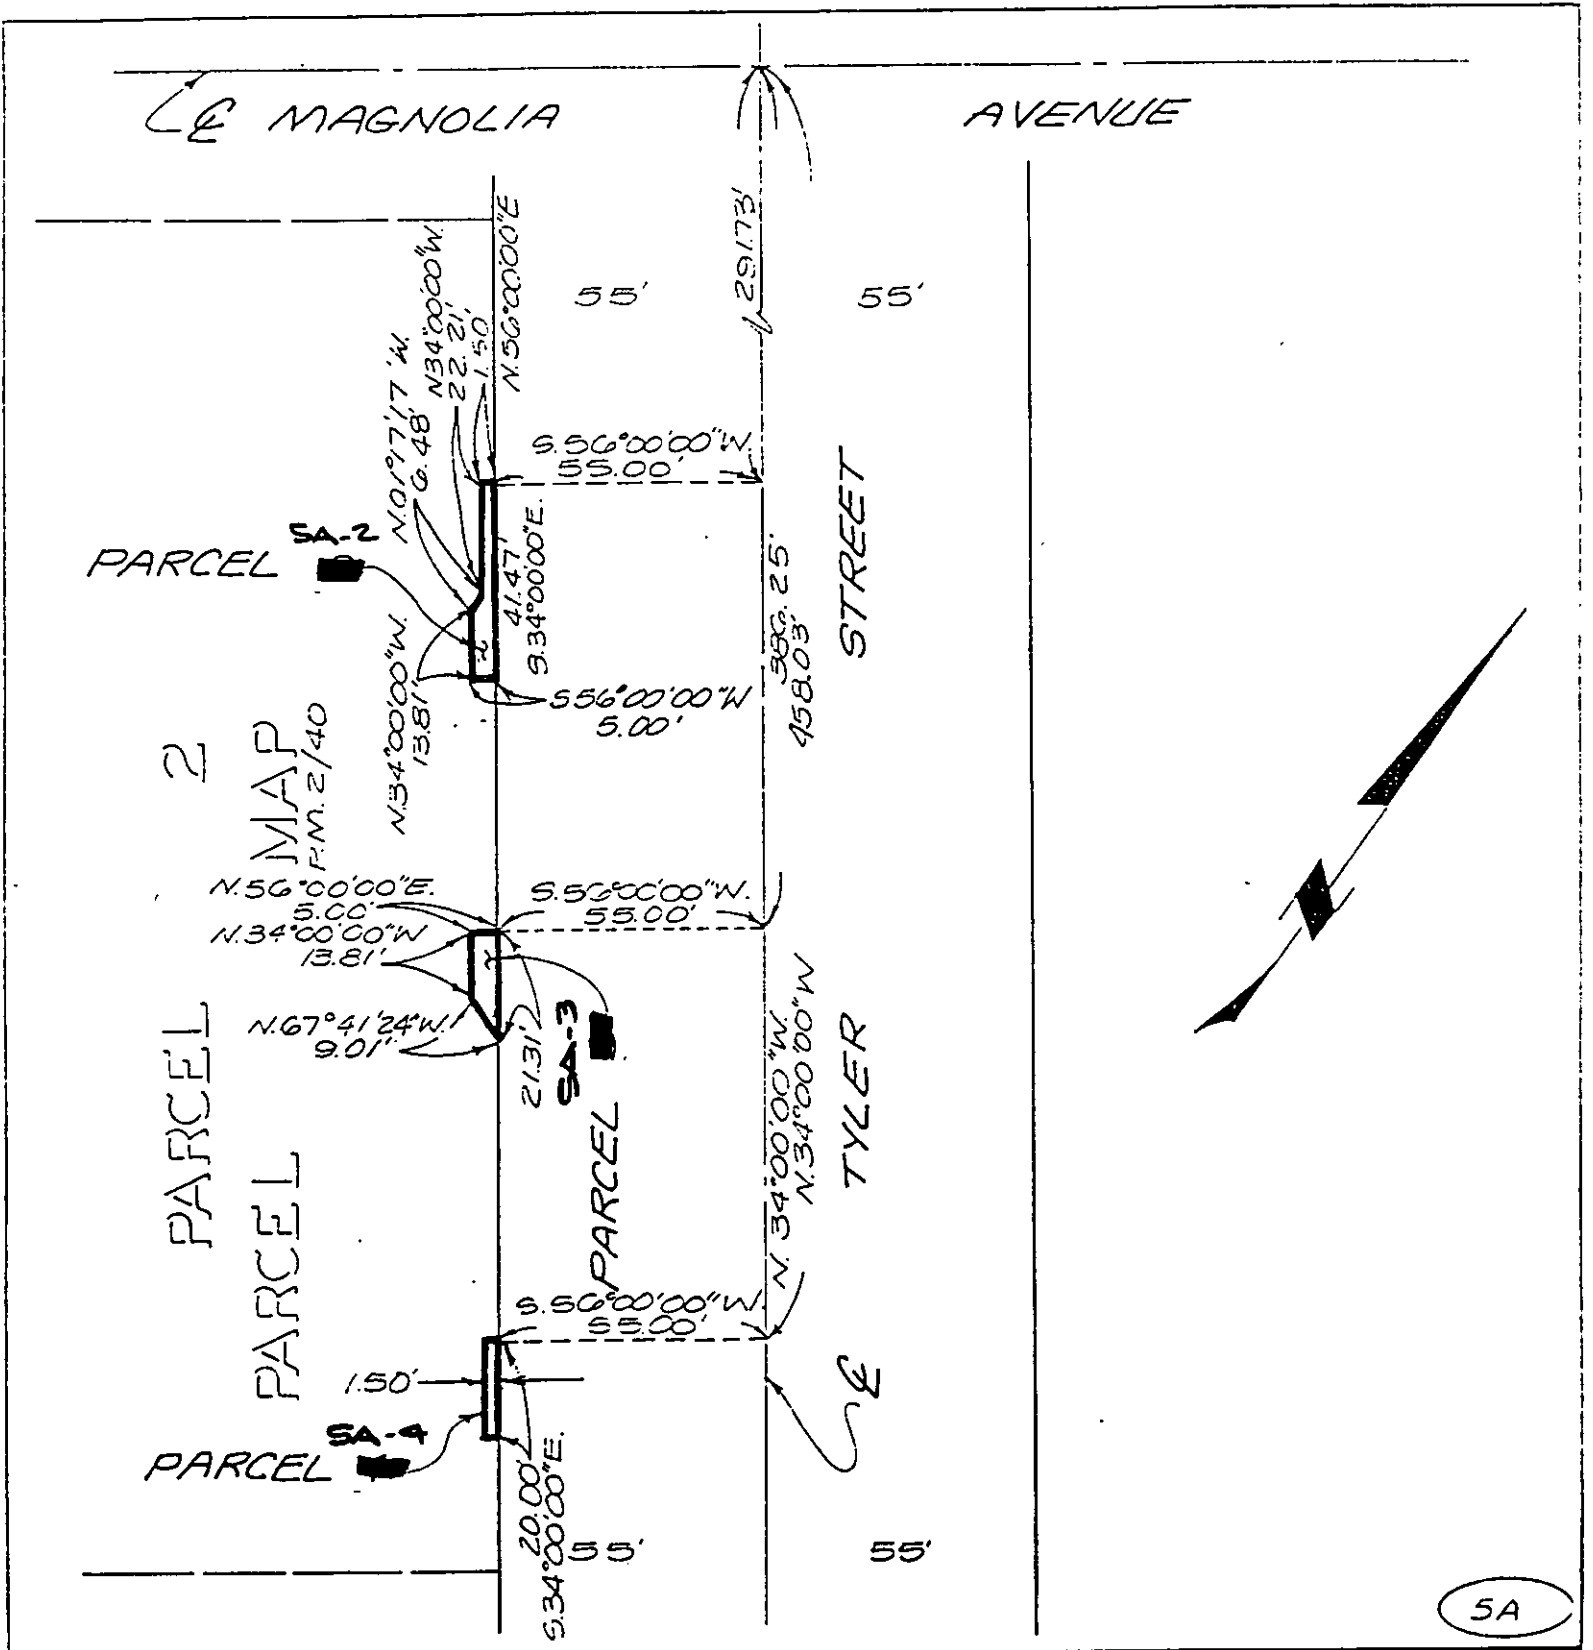 ℄ MAGNOLIA AVENUE
N.56°00'00"E
1.50'
22.21'
N34°00'00"W.
N.01°17'17"W.
6.48'
55'
291.73'
55'
S.56°00'00"W.
55.00'
PARCEL SA-2
41.47'
S.34°00'00"E.
N.34°00'00"W.
13.81'
S56°00'00"W
5.00'
386.25'
458.03'
STREET
PARCEL 2
PARCEL MAP
P.M. 2/40
N.56°00'00"E.
5.00'
N.34°00'00"W
13.81'
N.67°41'24"W.
9.01'
S.56°00'00"W.
55.00'
21.31'
PARCEL SA-3
N.34°00'00"W.
N.34°00'00"W
TYLER
℄
S.56°00'00"W.
55.00'
1.50'
PARCEL SA-4
20.00'
S.34°00'00"E.
55'
55'
5A